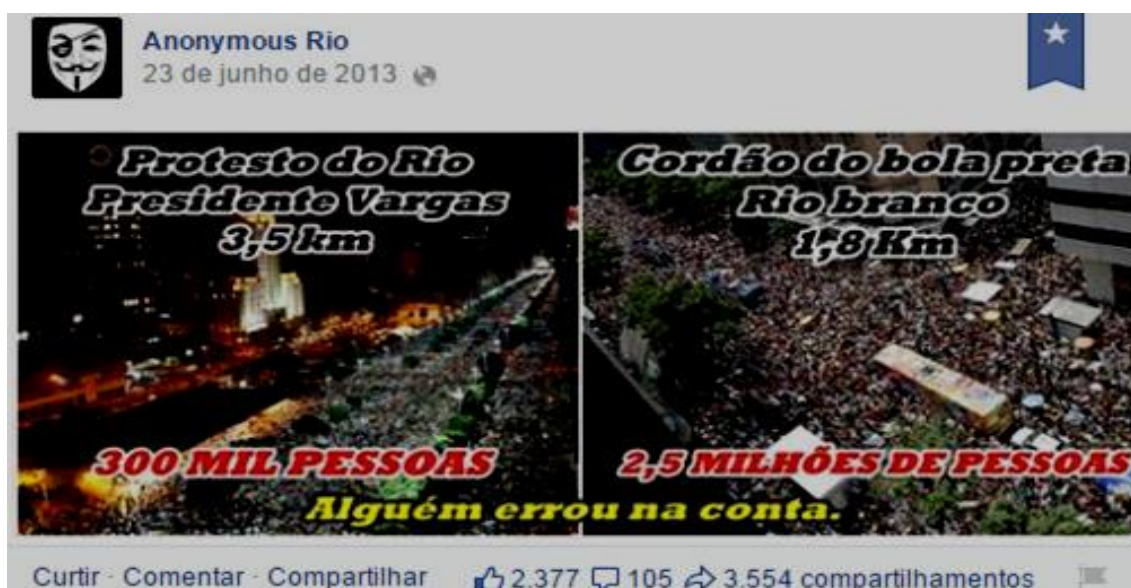 Anonymous Rio
23 de junho de 2013
Protesto do Rio
Presidente Vargas
3,5 km
300 MIL PESSOAS
Cordão do bola preta
Rio branco
1,8 Km
2,5 MILHÕES DE PESSOAS
Alguém errou na conta.
Curtir · Comentar · Compartilhar 2.377 105 3.554 compartilhamentos